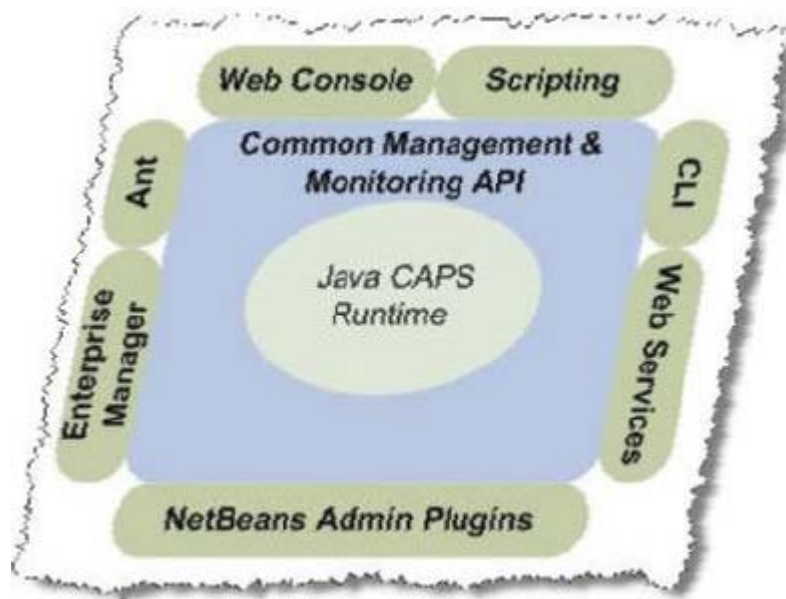 Web Console
Scripting
Common Management &
Monitoring API
Ant
CLI
Java CAPS
Runtime
Enterprise
Manager
Web Services
NetBeans Admin Plugins